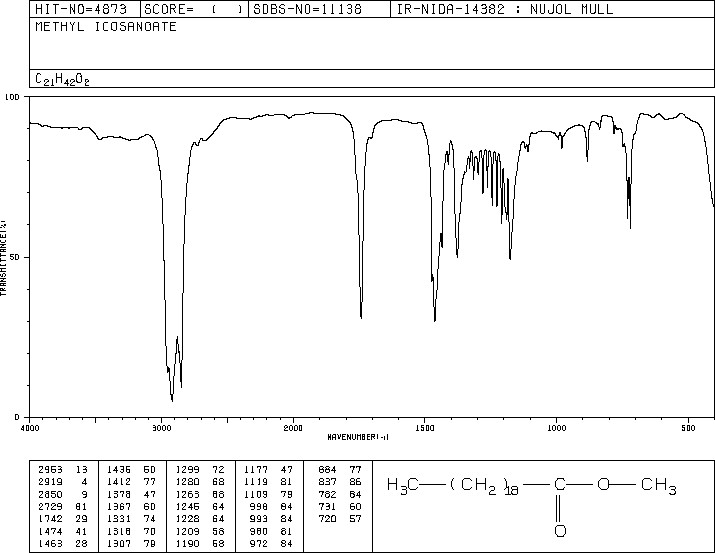 HIT-NO=4873 SCORE= ( ) SDBS-NO=11138 IR-NIDA-14382 : NUJOL MULL
METHYL ICOSANOATE
C21H42O2
100
50
0
TRANSMITTANCE(%)
4000 3000 2000 1500 1000 500
WAVENUMBER(-1)
2953 13 1436 50 1299 72 1177 47 884 77
2919 4 1412 77 1280 68 1119 81 837 86
2850 9 1378 47 1263 68 1109 79 782 84
2729 81 1367 60 1245 64 998 84 731 60
1742 29 1331 74 1228 64 993 84 720 57
1474 41 1318 70 1209 58 980 81
1463 28 1307 79 1190 58 972 84
H3C (CH2)18 C O CH3
O